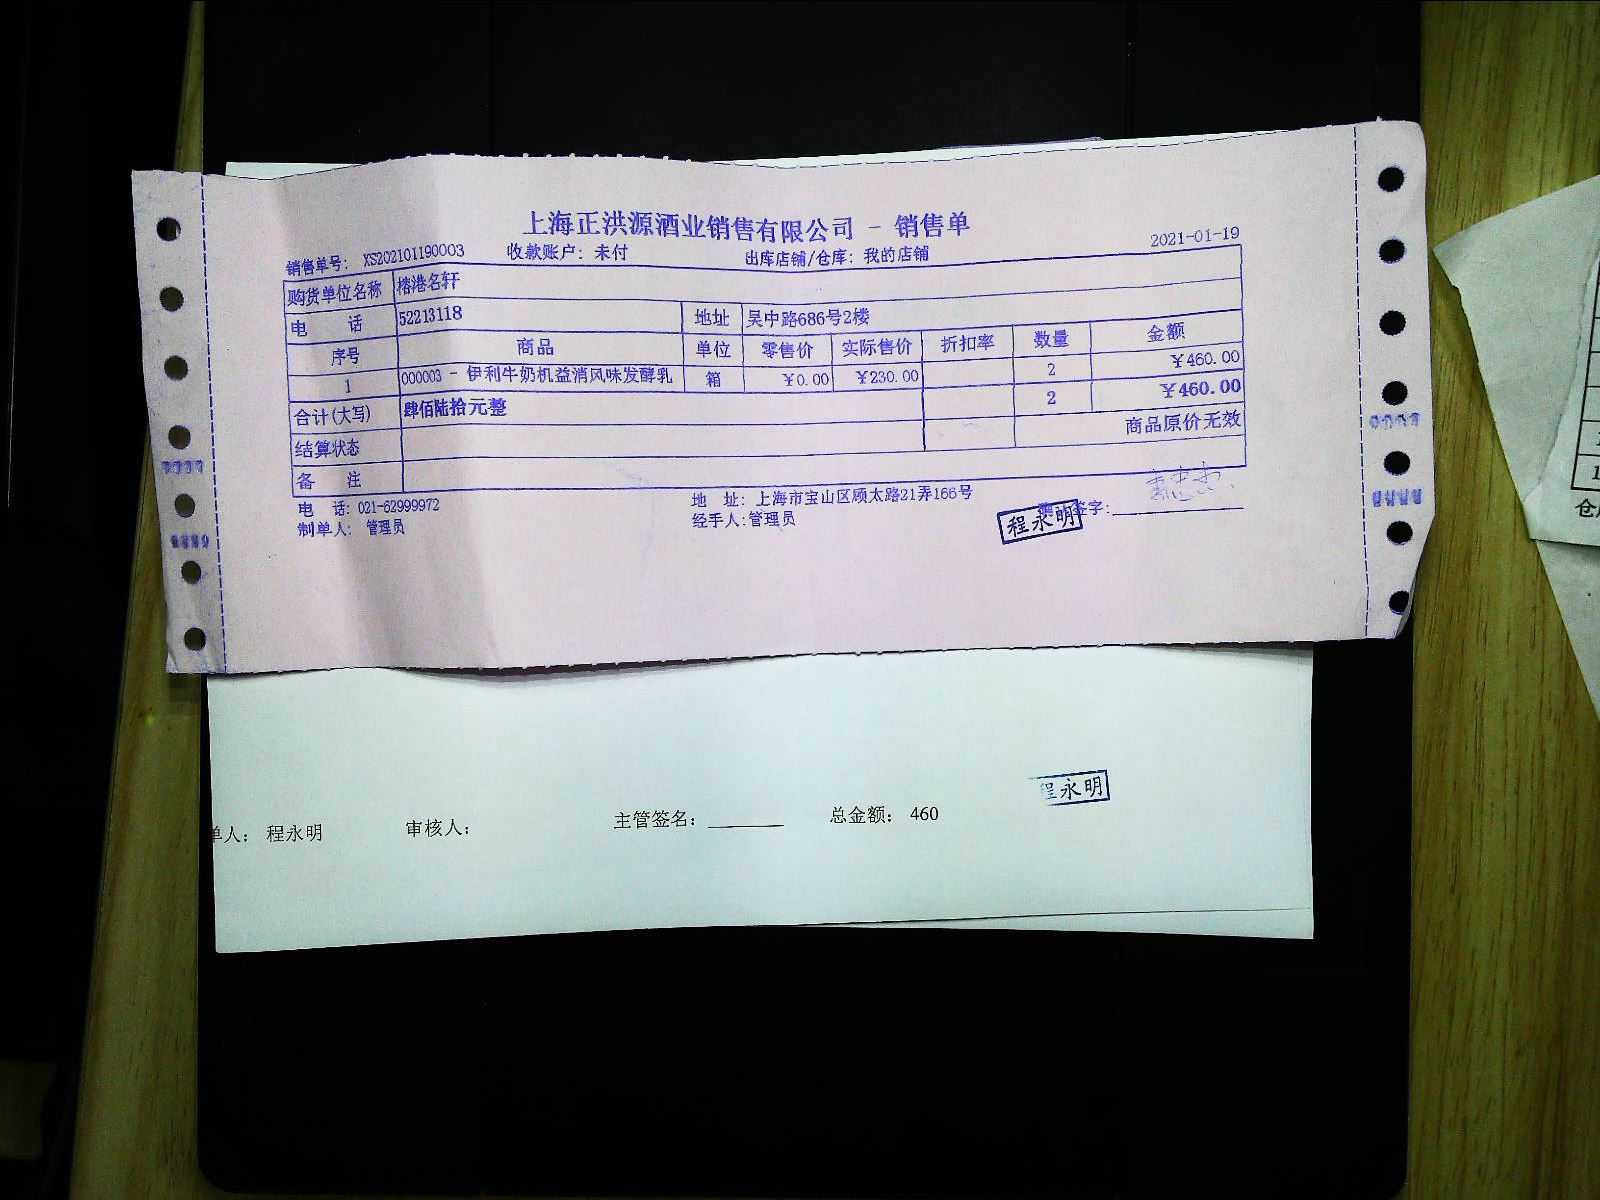 上海正洪源酒业销售有限公司 - 销售单
销售单号: XS202101190003 收款账户: 未付 出库店铺/仓库: 我的店铺 2021-01-19
购货单位名称 榕港名轩
电 话 52213118 地址 吴中路686号2楼
序号 商品 单位 零售价 实际售价 折扣率 数量 金额
1 000003 - 伊利牛奶机益消风味发酵乳 箱 ¥0.00 ¥230.00 2 ¥460.00
合计(大写) 肆佰陆拾元整 2 ¥460.00
结算状态 商品原价无效
备 注
电 话: 021-62999972 地 址: 上海市宝山区顾太路21弄166号
制单人: 管理员 经手人: 管理员 签字:
程永明
程永明
单人: 程永明 审核人: 主管签名: 总金额: 460
仓